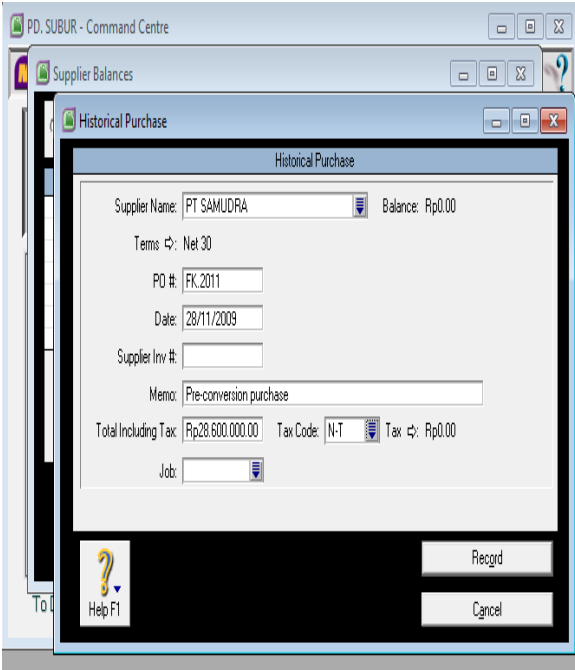 PD. SUBUR - Command Centre
Supplier Balances
Historical Purchase
Historical Purchase
Supplier Name: PT SAMUDRA Balance: Rp0.00
Terms ⇨: Net 30
PO #: FK.2011
Date: 28/11/2009
Supplier Inv #:
Memo: Pre-conversion purchase
Total Including Tax: Rp28.600.000.00 Tax Code: N-T Tax ⇨: Rp0.00
Job:
Help F1
Record
Cancel
To